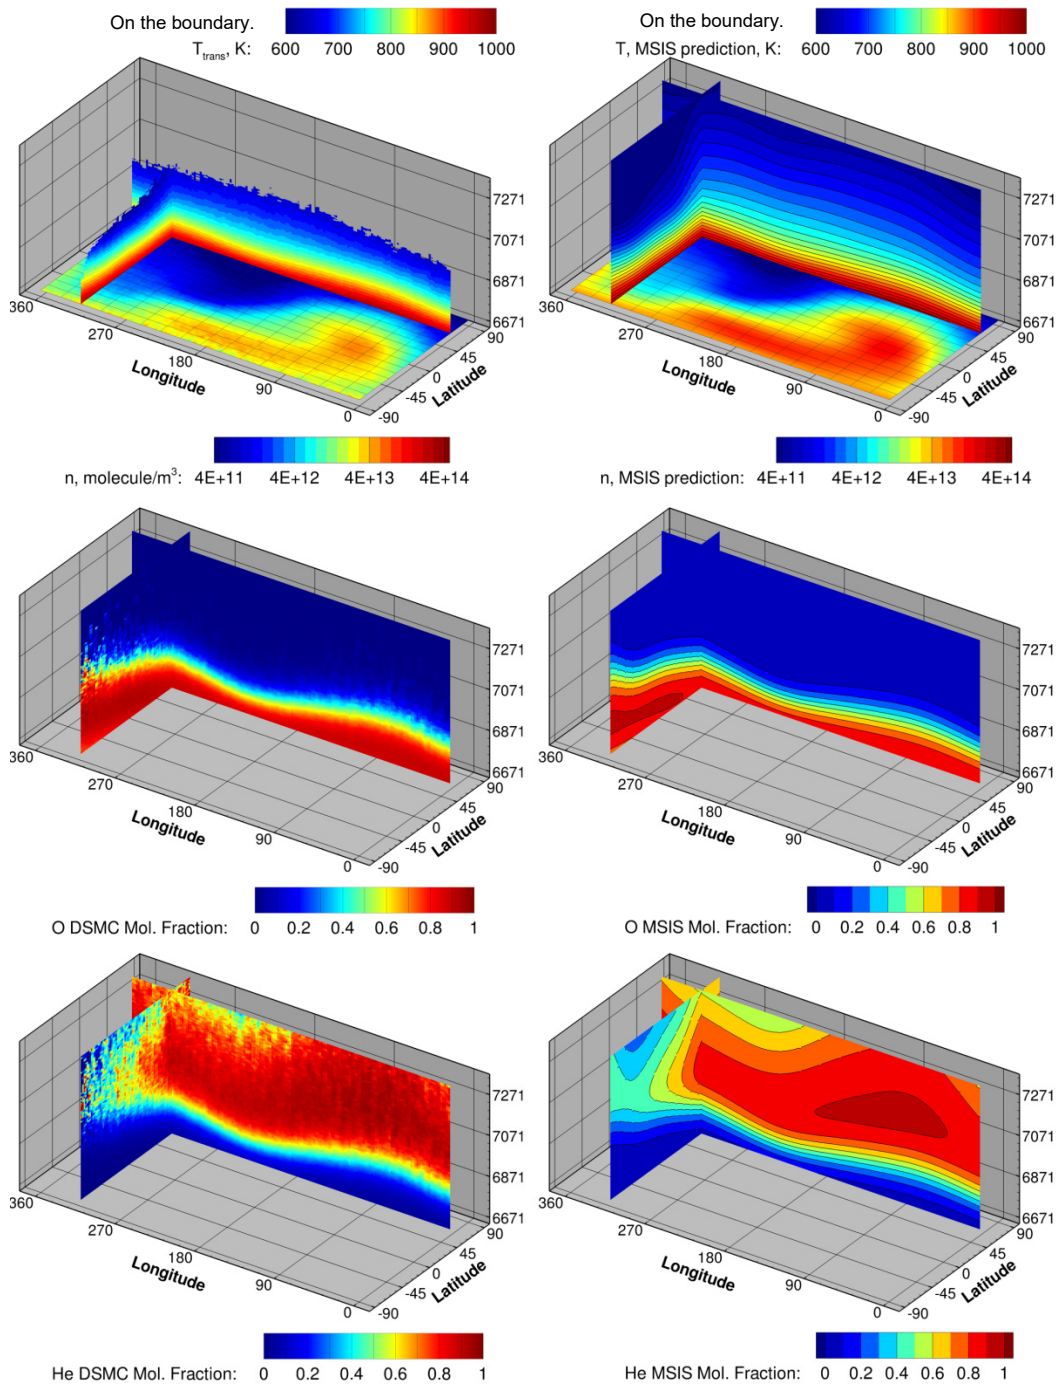 On the boundary.
T_trans, K: 600 700 800 900 1000
7271
7071
6871
6671
360 270 180 90 0
90 45 0 -45 -90
Longitude
Latitude
On the boundary.
T, MSIS prediction, K: 600 700 800 900 1000
7271
7071
6871
6671
360 270 180 90 0
90 45 0 -45 -90
Longitude
Latitude
n, molecule/m³: 4E+11 4E+12 4E+13 4E+14
7271
7071
6871
6671
360 270 180 90 0
90 45 0 -45 -90
Longitude
Latitude
n, MSIS prediction: 4E+11 4E+12 4E+13 4E+14
7271
7071
6871
6671
360 270 180 90 0
90 45 0 -45 -90
Longitude
Latitude
O DSMC Mol. Fraction: 0 0.2 0.4 0.6 0.8 1
7271
7071
6871
6671
360 270 180 90 0
90 45 0 -45 -90
Longitude
Latitude
O MSIS Mol. Fraction: 0 0.2 0.4 0.6 0.8 1
7271
7071
6871
6671
360 270 180 90 0
90 45 0 -45 -90
Longitude
Latitude
He DSMC Mol. Fraction: 0 0.2 0.4 0.6 0.8 1
He MSIS Mol. Fraction: 0 0.2 0.4 0.6 0.8 1